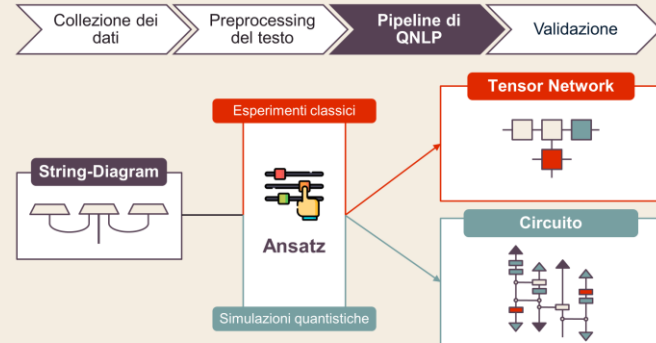 Collezione dei
dati
Preprocessing
del testo
Pipeline di
QNLP
Validazione
Esperimenti classici
Tensor Network
String-Diagram
Ansatz
Circuito
Simulazioni quantistiche